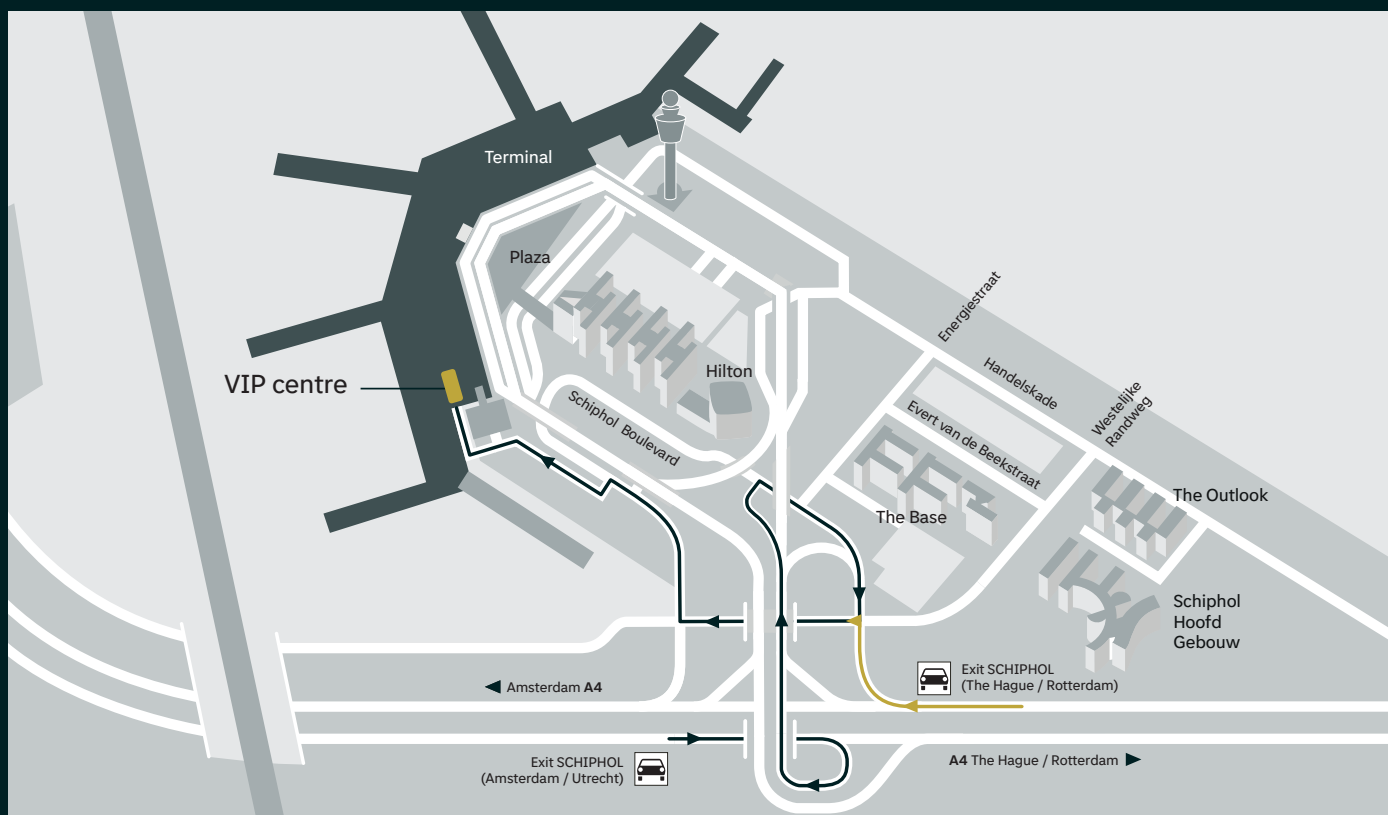 Terminal
Plaza
VIP centre
Hilton
Schiphol Boulevard
Energiestraat
Handelskade
Westelijke
Randweg
Evert van de Beekstraat
The Outlook
The Base
Schiphol
Hoofd
Gebouw
Exit SCHIPHOL
(The Hague / Rotterdam)
Amsterdam A4
Exit SCHIPHOL
(Amsterdam / Utrecht)
A4 The Hague / Rotterdam